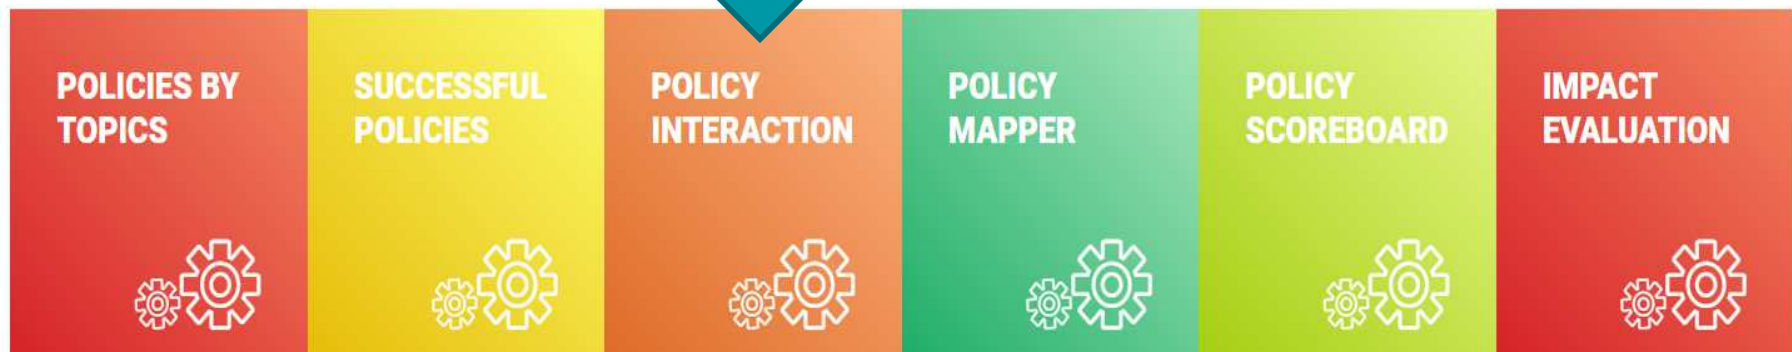 POLICIES BY
TOPICS
SUCCESSFUL
POLICIES
POLICY
INTERACTION
POLICY
MAPPER
POLICY
SCOREBOARD
IMPACT
EVALUATION